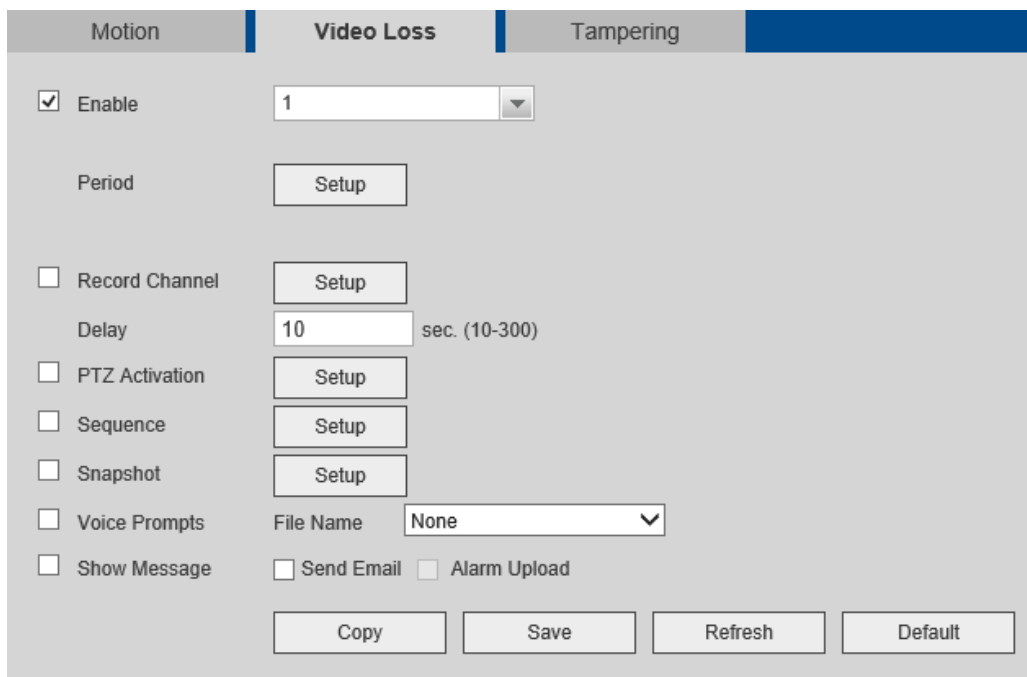 Motion Video Loss Tampering
Enable 1
Period Setup
Record Channel Setup
Delay 10 sec. (10-300)
PTZ Activation Setup
Sequence Setup
Snapshot Setup
Voice Prompts File Name None
Show Message Send Email Alarm Upload
Copy Save Refresh Default